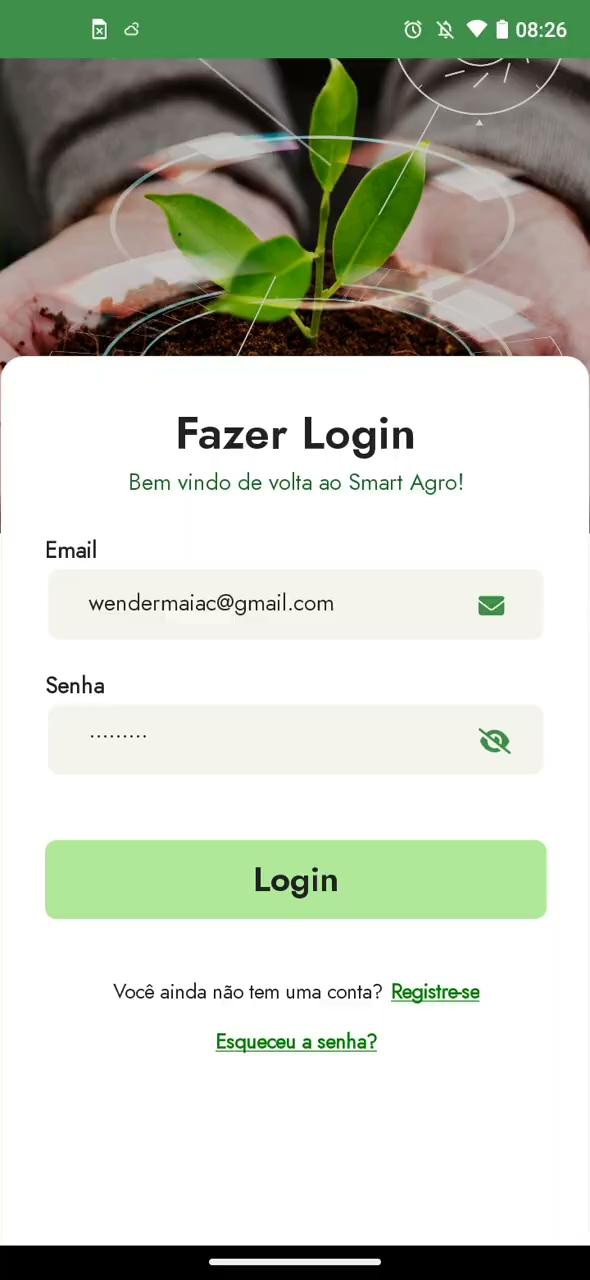 08:26
Fazer Login
Bem vindo de volta ao Smart Agro!
Email
wendermaiac@gmail.com
Senha
·········
Login
Você ainda não tem uma conta? Registre-se
Esqueceu a senha?